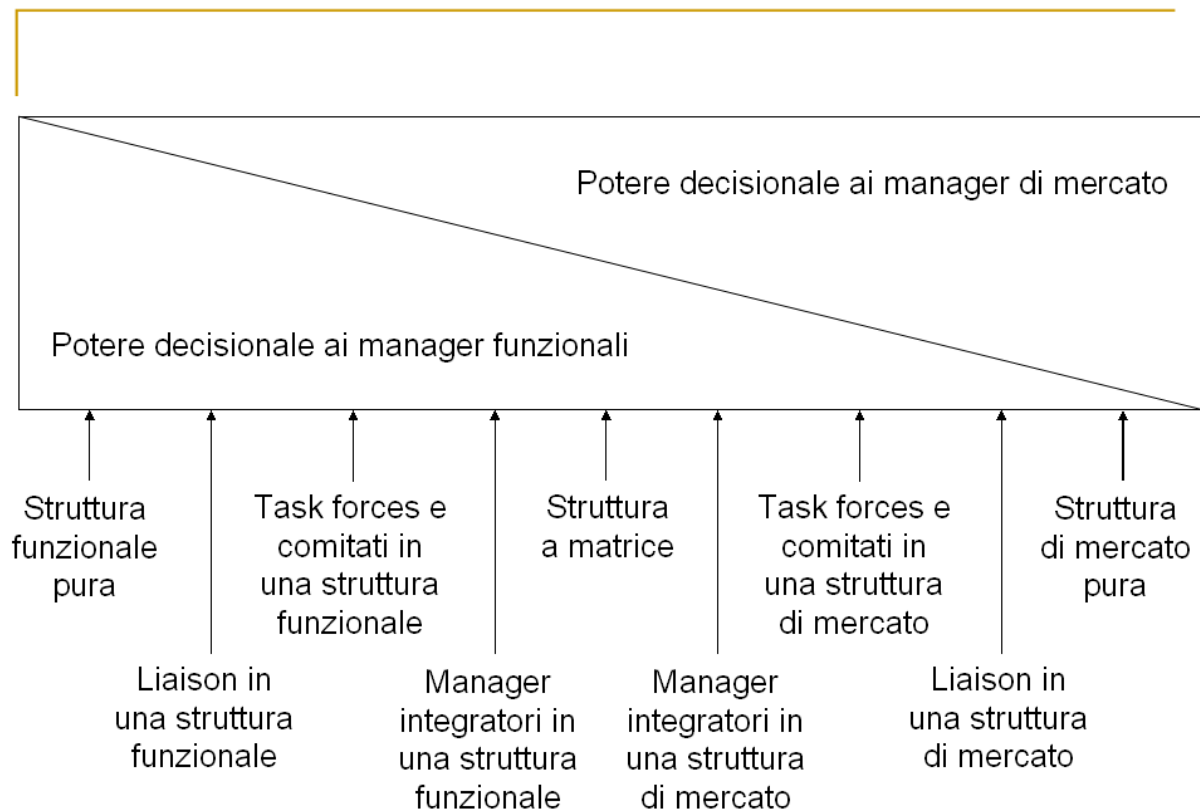 Potere decisionale ai manager di mercato
Potere decisionale ai manager funzionali
Struttura
funzionale
pura
Liaison in
una struttura
funzionale
Task forces e
comitati in
una struttura
funzionale
Manager
integratori in
una struttura
funzionale
Struttura
a matrice
Manager
integratori in
una struttura
di mercato
Task forces e
comitati in
una struttura
di mercato
Liaison in
una struttura
di mercato
Struttura
di mercato
pura